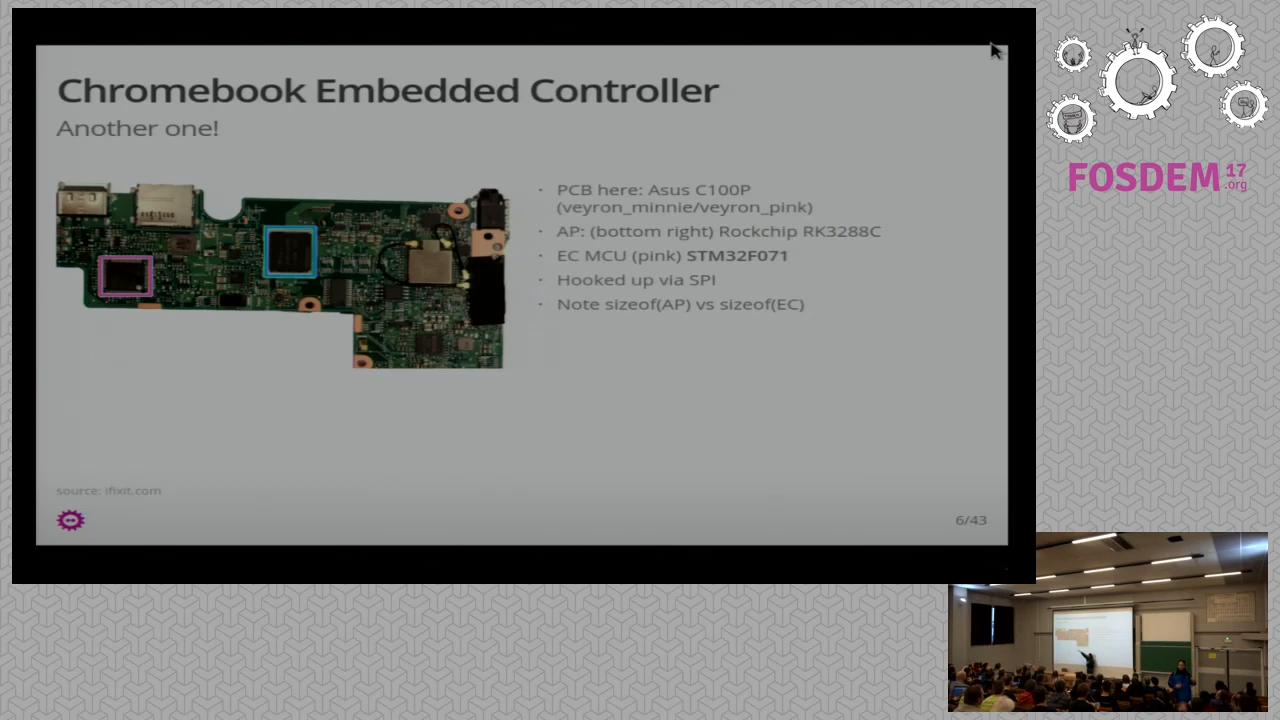 Chromebook Embedded Controller
Another one!
· PCB here: Asus C100P
(veyron_minnie/veyron_pink)
· AP: (bottom right) Rockchip RK3288C
· EC MCU (pink) STM32F071
· Hooked up via SPI
· Note sizeof(AP) vs sizeof(EC)
source: ifixit.com
6/43
FOSDEM 17
.org